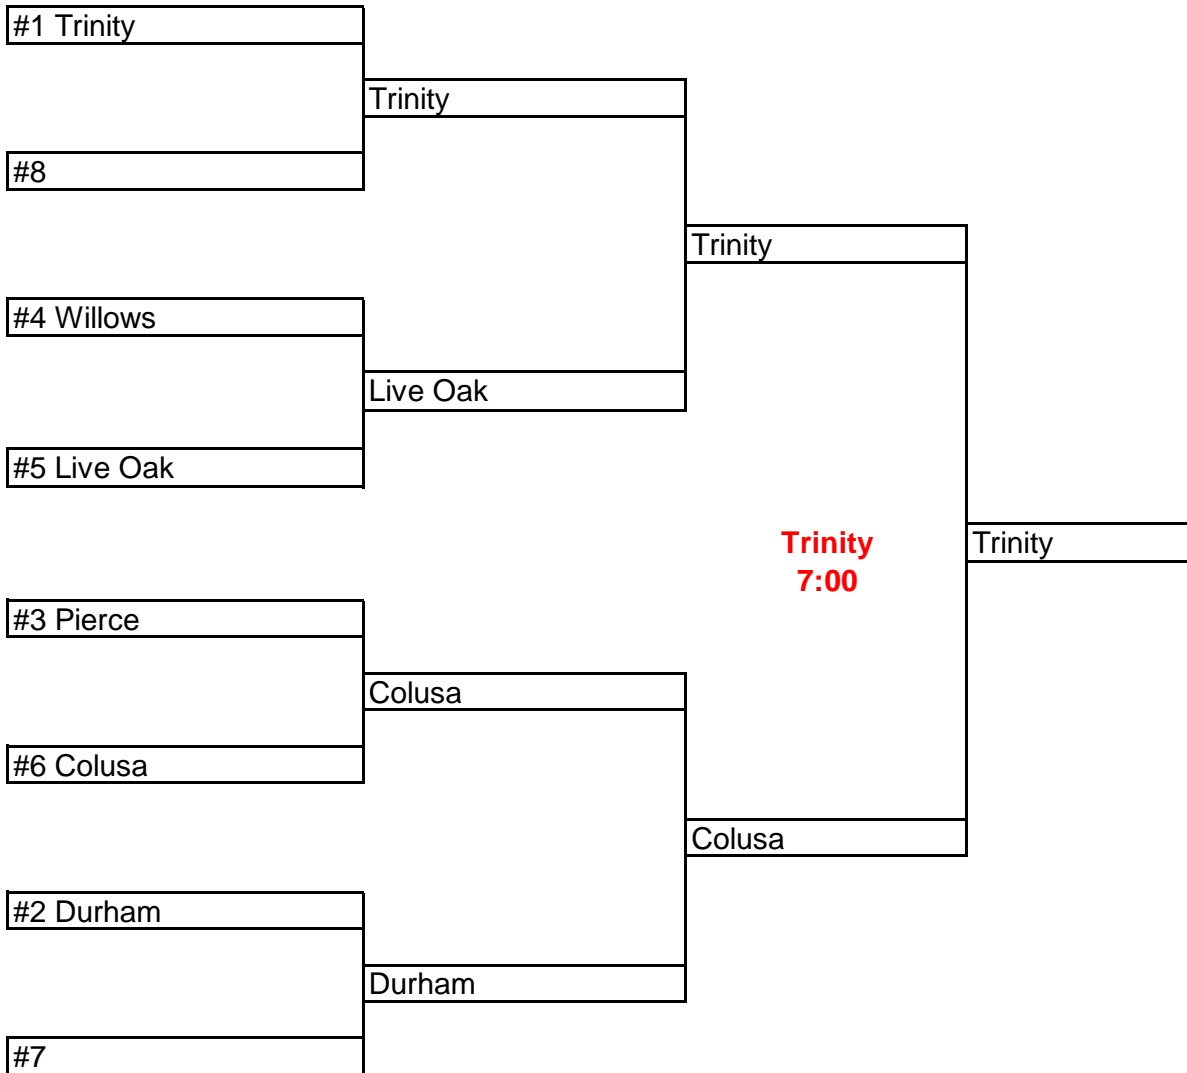 #1 Trinity
Trinity
#8
Trinity
#4 Willows
Live Oak
#5 Live Oak
Trinity
7:00
Trinity
#3 Pierce
Colusa
#6 Colusa
Colusa
#2 Durham
Durham
#7